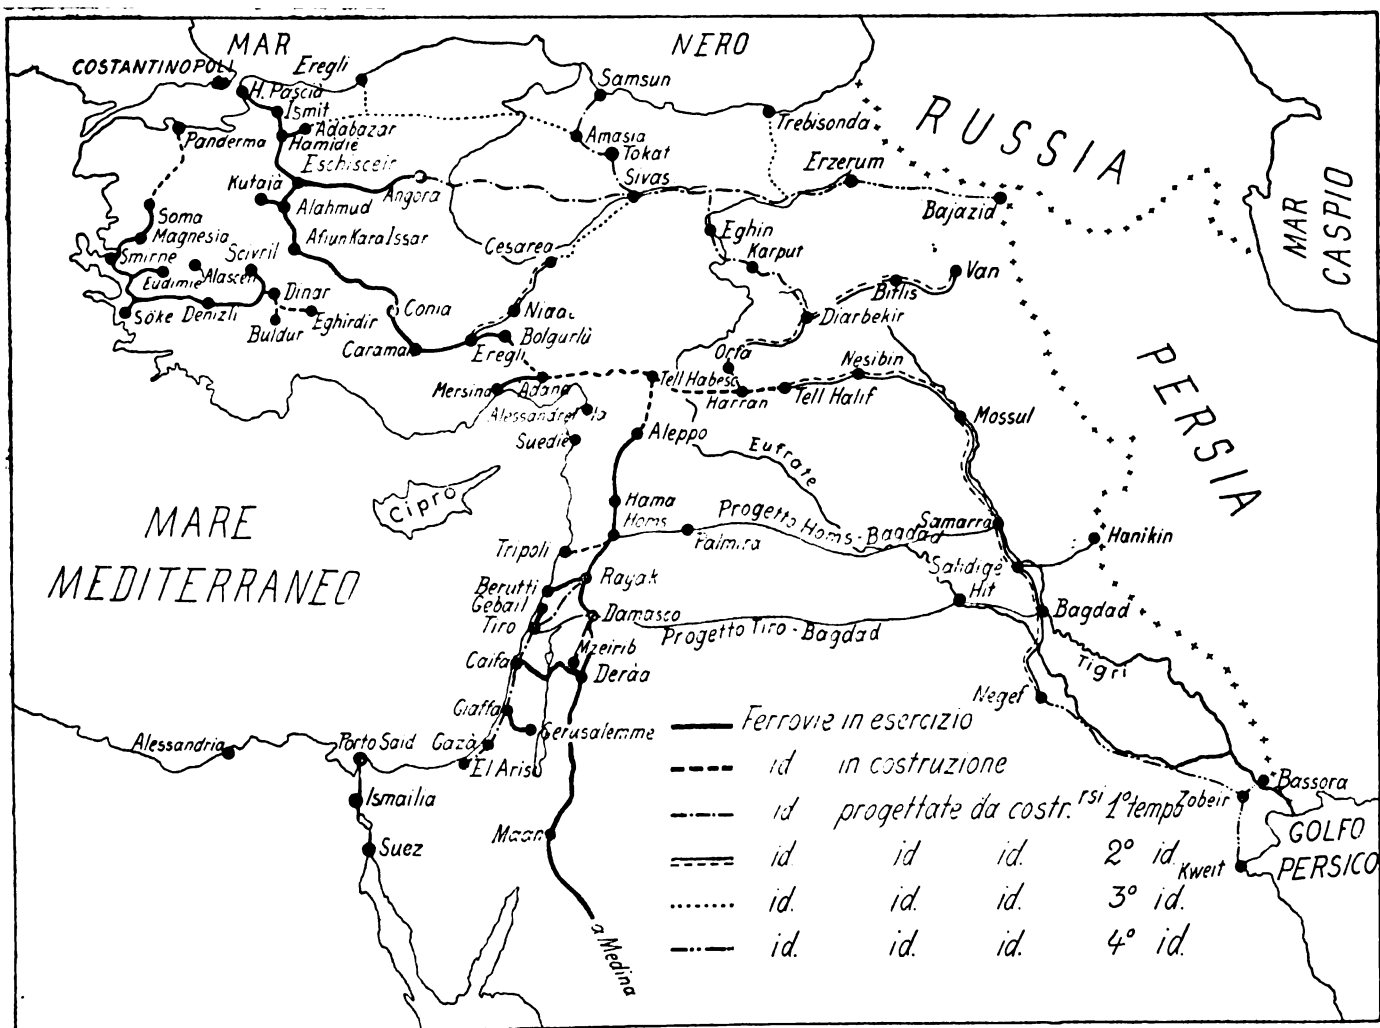 MAR NERO
COSTANTINOPOLI
Eregli
H. Pascià
Ismit
Adabazar
Hamidiè
Panderma
Eschisceir
Kutajà
Angora
Alahmud
Afiun Kara Issar
Soma
Magnesia
Smirne
Scivril
Eudimie
Alascer
Dinar
Söke
Denizli
Buldur
Eghirdir
Conia
Caraman
Eregli
Bolgurlù
Cesarea
Samsun
Amasia
Tokat
Sivas
Trebisonda
Erzerum
Bajazid
RUSSIA
MAR
CASPIO
Eghin
Karput
Van
Bitlis
Diarbekir
Orfa
Nesibin
Mersina
Adana
Tell Habesc
Harran
Tell Halif
Mossul
PERSIA
Suedie
Aleppo
Eufrate
Cipro
Hama
Homs
Progetto Homs-Bagdad
Palmira
Samarra
Hanikin
MARE
MEDITERRANEO
Tripoli
Rayak
Sahdigè
Hit
Berutti
Gebail
Tiro
Damasco
Progetto Tiro-Bagdad
Bagdad
Tigri
Caifa
Mzeirib
Deràa
Negef
Giaffa
Gerusalemme
Gazà
El Arisc
Alessandria
Porto Said
Ismailia
Suez
Maan
a Medina
Bassora
Zobeir
Kweit
GOLFO
PERSICO
Ferrovie in esercizio
id in costruzione
id progettate da costr.rsi 1° tempo
id id id. 2° id.
id. id. id. 3° id.
id. id. id. 4° id.